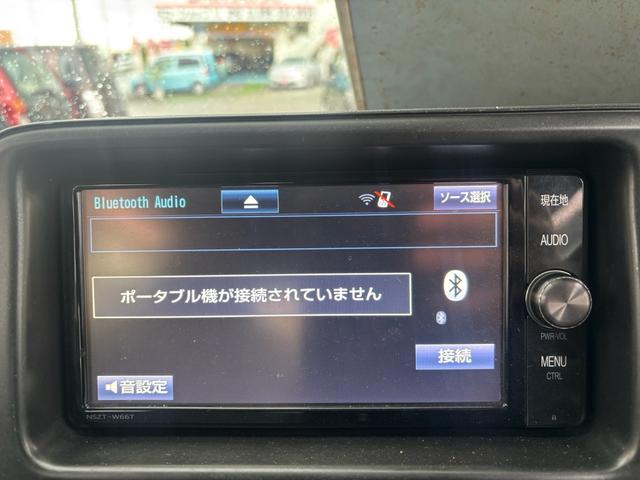 Bluetooth Audio
ソース選択
現在地
AUDIO
ポータブル機が接続されていません
PWR·VOL
接続
MENU
CTRL
音設定
NSZT-W66T